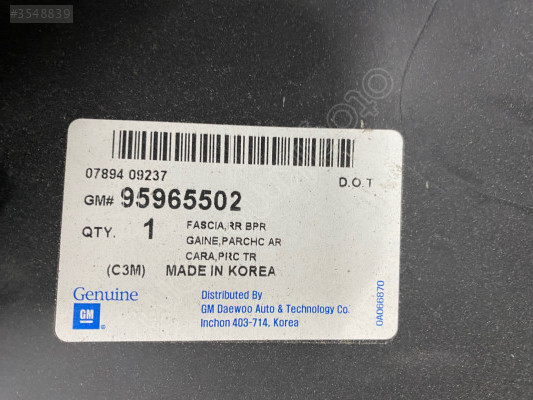 #3548839
07894 09237
D.O.T
GM# 95965502
QTY. 1
FASCIA,RR BPR
GAINE,PARCHC AR
CARA,PRC TR
(C3M) MADE IN KOREA
Genuine
GM
Distributed By
GM Daewoo Auto & Technology Co.
Inchon 403-714, Korea
0A066870